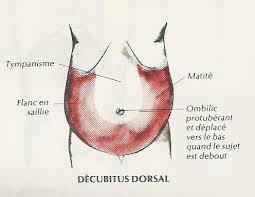 Tympanisme
Matité
Flanc en
saillie
Ombilic
protubérant
et déplacé
vers le bas
quand le sujet
est debout
DÉCUBITUS DORSAL